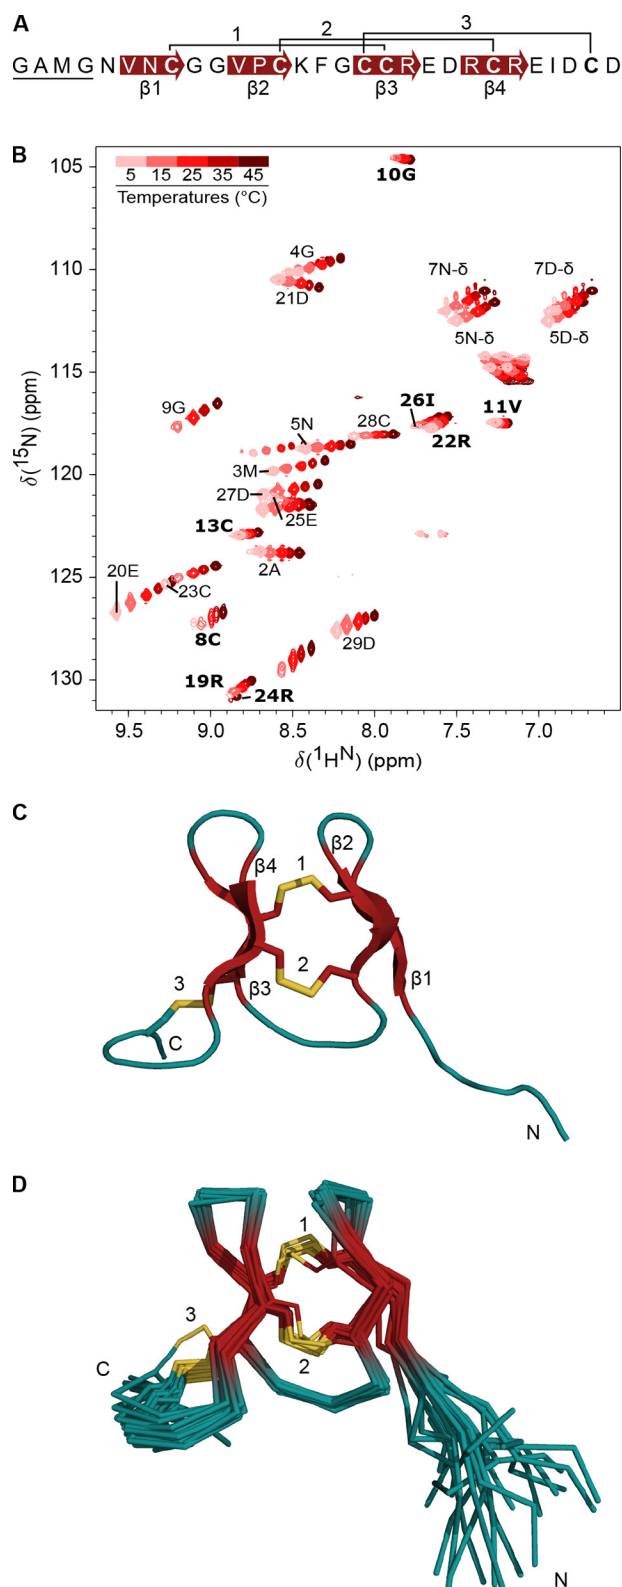 A
1 2 3
GAMGNVNCGGVPCKFGCCREDRCREIDCD
β1 β2 β3 β4
B
5 15 25 35 45
Temperatures (°C)
105
110
115
120
125
130
δ(¹⁵N) (ppm)
10G
4G
21D
7N-δ 7D-δ
5N-δ 5D-δ
9G
11V
26I
28C
22R
5N
3M
27D
25E
13C
2A
20E
23C
8C
29D
19R
24R
9.5 9.0 8.5 8.0 7.5 7.0
δ(¹Hᴺ) (ppm)
C
β2
β4 1
2
β3 β1
3
C
N
D
1
3
C
2
N